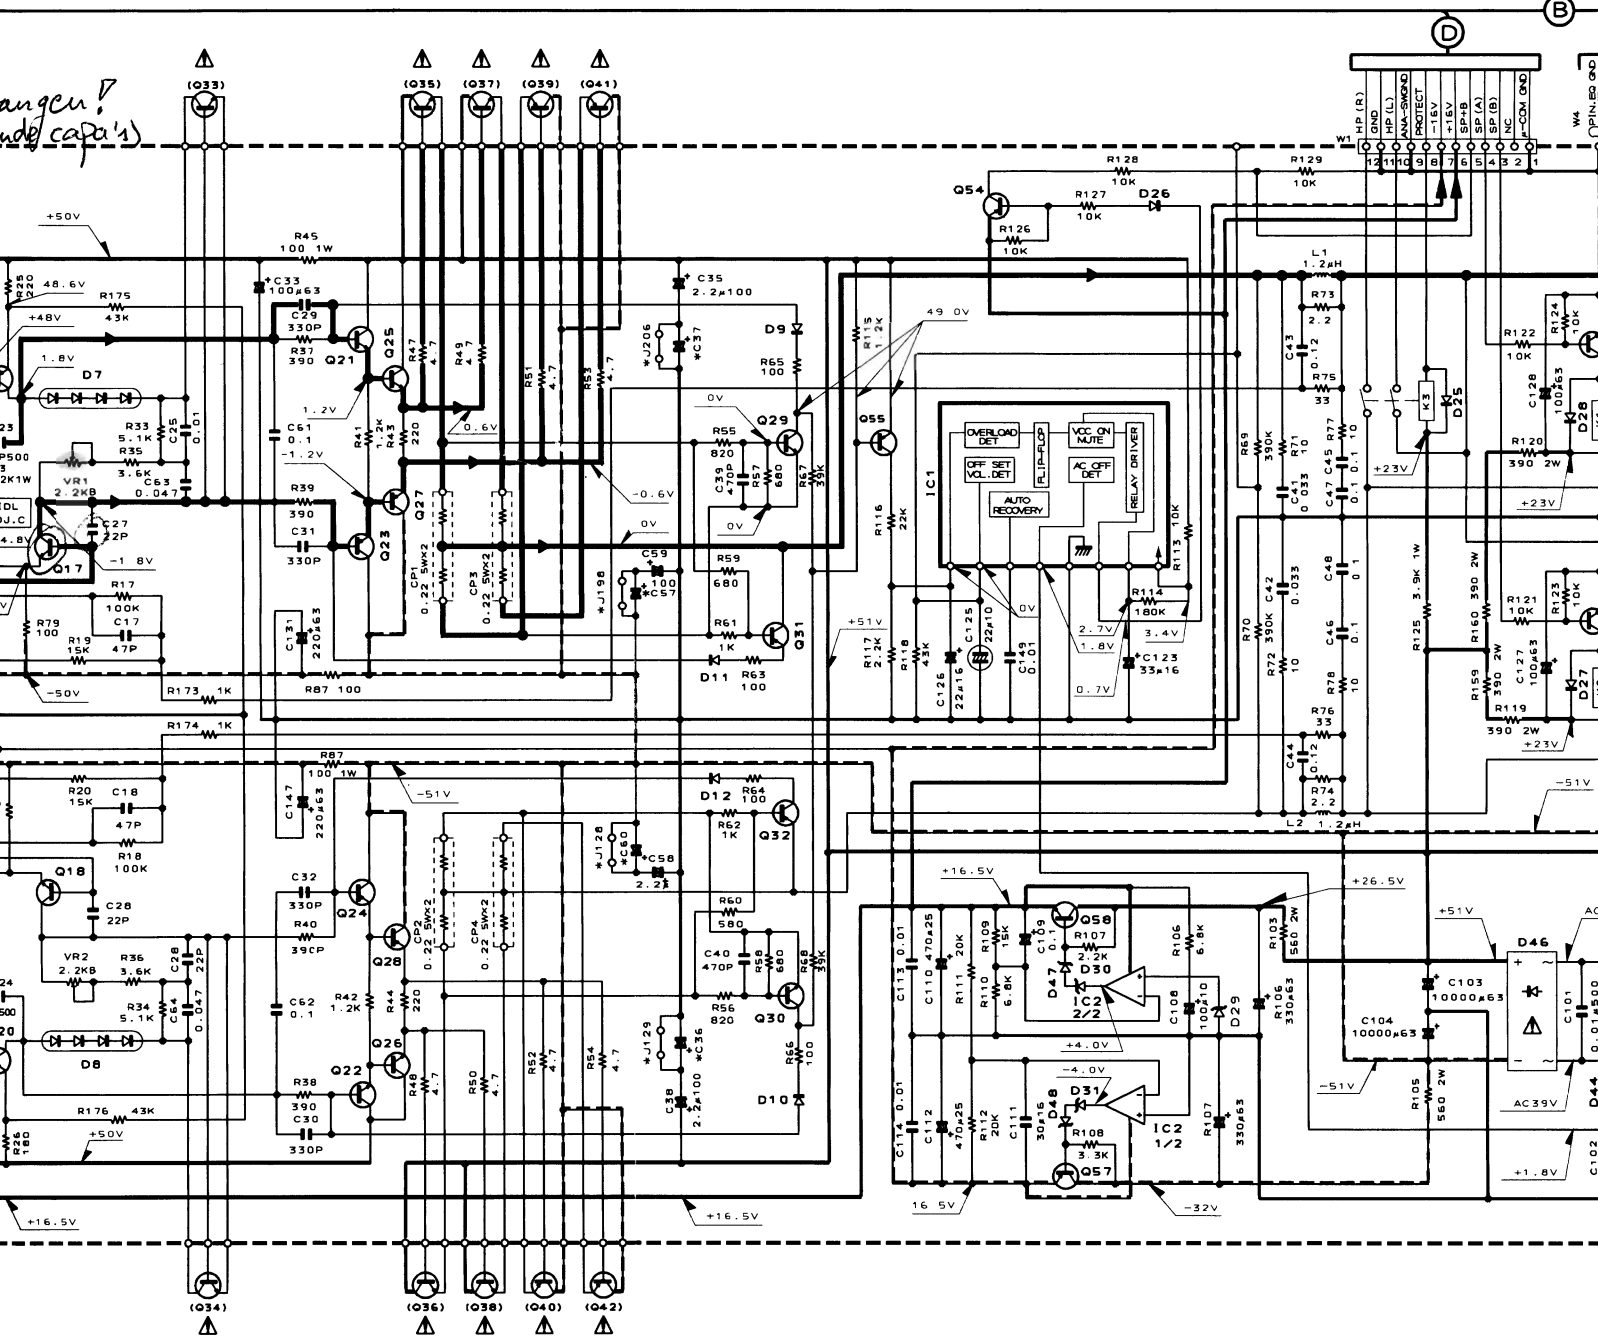 B
D
W4
PIN.EQ GND
HP (R)
GND
HP (L)
ANA-SWGND
PROTECT
-16V
+16V
SP+B
SP (A)
SP (B)
NC
μ-COM GND
W1
12 11 10 9 8 7 6 5 4 3 2 1
(Q33)
(Q35)
(Q37)
(Q39)
(Q41)
capa's)
R128
10K
R129
10K
Q54
R127
10K
D26
R126
10K
+50V
R45
100 1W
R25
220
48.6V
R175
43K
+48V
C33
100μ63
C29
330P
R37
390
Q21
Q25
R47
4.7
R49
4.7
R51
4.7
R53
4.7
C35
2.2μ100
*J206
*C37
D9
R65
100
R115
1.2K
49 0V
L1
1.2μH
R73
2.2
C43
0.12
R75
33
R122
10K
R124
10K
C128
100μ63
D28
K3
D25
1.8V
D7
1.2V
0.6V
0V
R33
5.1K
C25
0.01
R35
3.6K
C63
0.047
VR1
2.2KB
C61
0.1
R41
1.2K
R43
220
-1.2V
R39
390
C31
330P
Q27
Q23
-0.6V
0V
R55
820
C39
470P
R57
680
Q29
R67
39K
0V
Q55
R116
22K
IC1
OVERLOAD
DET
FLIP-FLOP
VCC ON
MUTE
OFF SET
VOL.DET
AC OFF
DET
RELAY DRIVER
AUTO
RECOVERY
R113 10K
R69
390K
R71
10
R77
10
C45
0.1
C41
0.033
C47
0.1
+23V
R120
390 2W
+23V
C27
22P
Q17
-1 8V
R17
100K
C17
47P
R79
100
R19
15K
-50V
CP1
0.22 5W×2
CP3
0.22 5W×2
C59
100
*C57
*J198
R59
680
R61
1K
Q31
D11
R63
100
C131
220μ63
R87 100
+51V
R117
2.2K
R118
43K
C126
22μ16
C125
22μ10
C149
0.01
0V
R114
180K
2.7V
3.4V
1.8V
0.7V
C123
33μ16
R70
390K
C42
0.033
R72
10
C48
0.1
C46
0.1
R78
10
R125 3.9K 1W
R160 390 2W
R121
10K
R123
10K
R159 390 2W
C127
100μ63
D27
R119
390 2W
+23V
R173 1K
R174 1K
R87
100 1W
-51V
R20
15K
C18
47P
R18
100K
C147
220μ63
D12
R64
100
R62
1K
Q32
*J128
*C60
C58
2.2μ
R76
33
C44
0.12
R74
2.2
L2 1.2μH
-51V
Q18
C28
22P
C32
330P
Q24
R40
390P
Q28
CP2
0.22 5W×2
CP4
0.22 5W×2
R60
580
C40
470P
R58
680
R68
39K
R56
820
Q30
+16.5V
+26.5V
+51V
C113 0.01
C110 470μ25
R111 20K
R109
15K
R110
6.8K
C109
0.1
Q58
R107
2.2K
D47
D30
IC2
2/2
R106
6.8K
C108
100μ10
D29
R106
330μ63
R103
560 2W
D46
C103
10000μ63
C104
10000μ63
C101
0.01μ500
VR2
2.2KB
R36
3.6K
C28
22P
R34
5.1K
C64
0.047
C62
0.1
R42
1.2K
R44
220
Q26
Q22
D8
R38
390
C30
330P
R48
4.7
R50
4.7
R52
4.7
R54
4.7
*J129
*C36
C38
2.2μ100
R66
100
D10
+4.0V
-4.0V
C114 0.01
C112
470μ25
R112
20K
C111
30μ16
D48
D31
R108
3.3K
Q57
IC2
1/2
R107
330μ63
-51V
R105
560 2W
AC39V
D44
+1.8V
C102
R176 43K
+50V
R26
180
+16.5V
+16.5V
16 5V
-32V
(Q34)
(Q36)
(Q38)
(Q40)
(Q42)